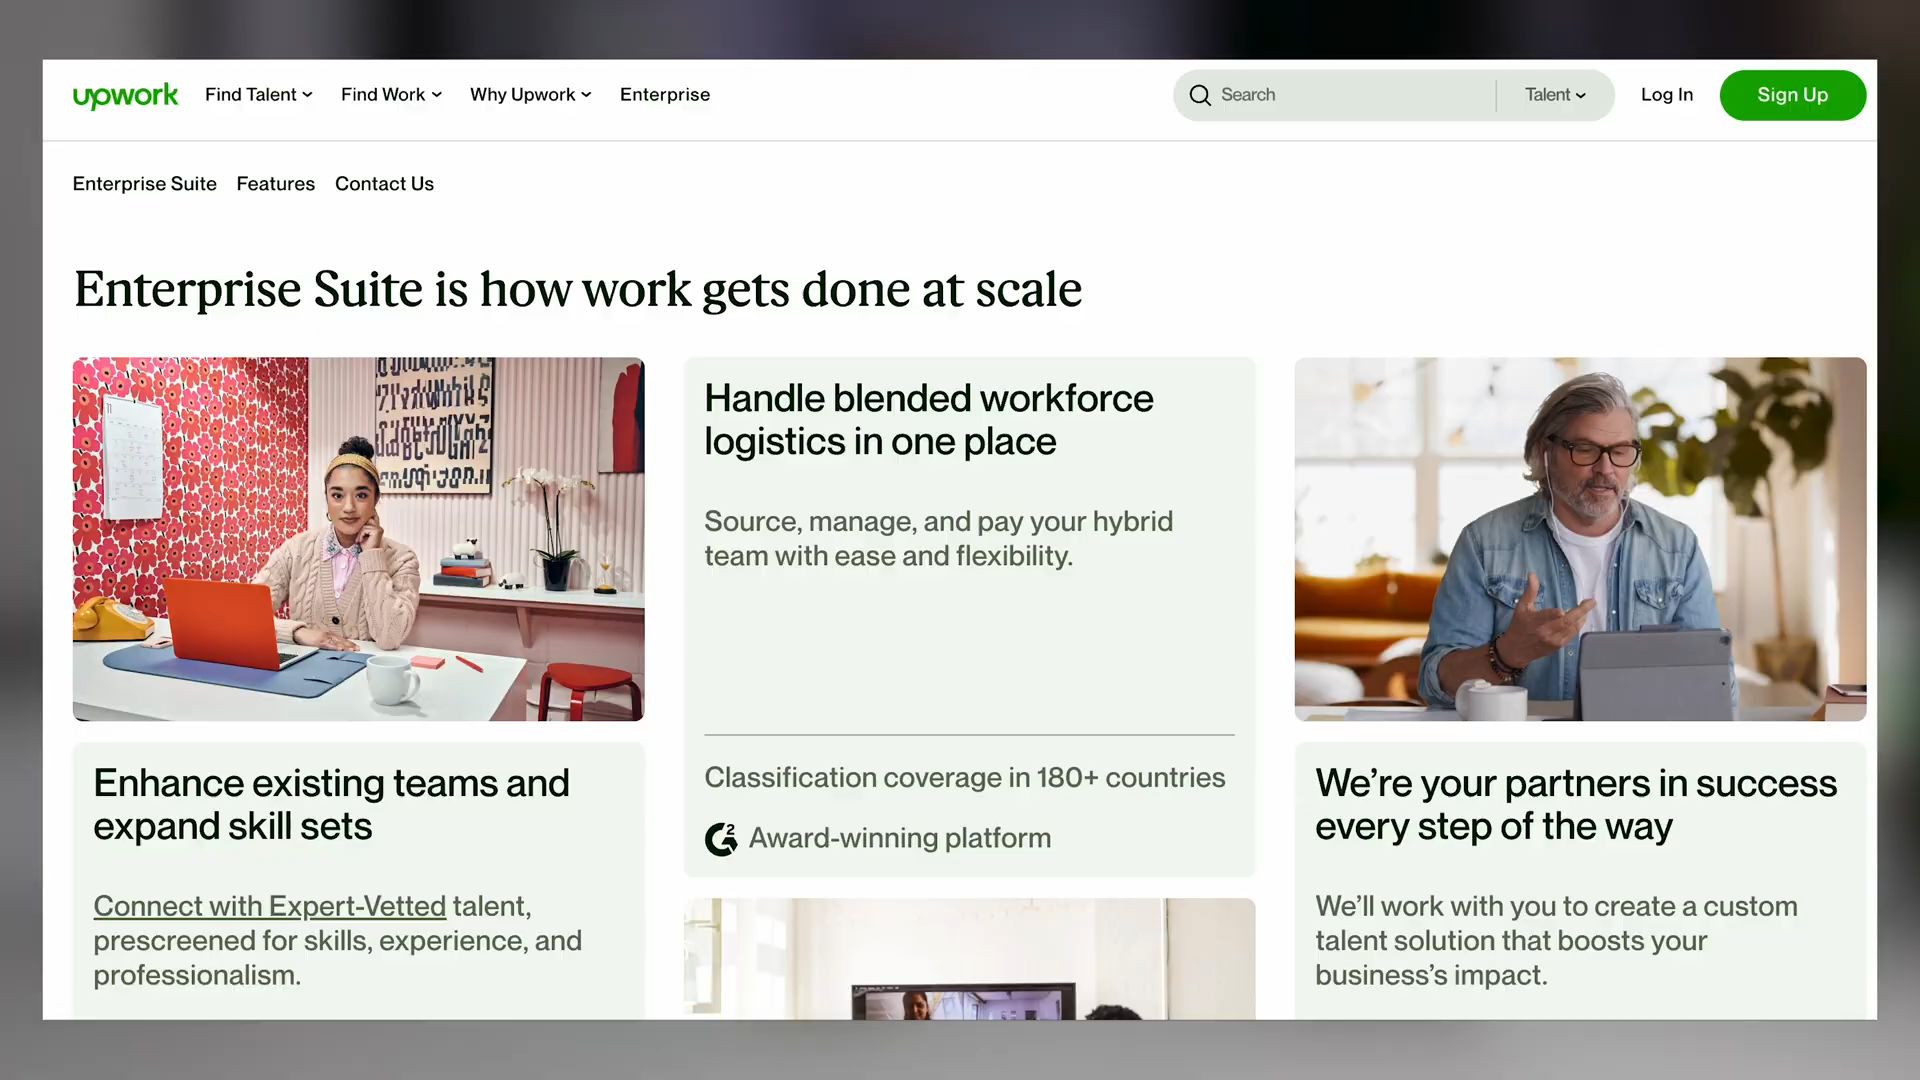 upwork Find Talent Find Work Why Upwork Enterprise Search Talent Log In Sign Up
Enterprise Suite Features Contact Us
Enterprise Suite is how work gets done at scale
Handle blended workforce
logistics in one place
Source, manage, and pay your hybrid
team with ease and flexibility.
Classification coverage in 180+ countries
G2 Award-winning platform
Enhance existing teams and
expand skill sets
Connect with Expert-Vetted talent,
prescreened for skills, experience, and
professionalism.
We’re your partners in success
every step of the way
We’ll work with you to create a custom
talent solution that boosts your
business’s impact.